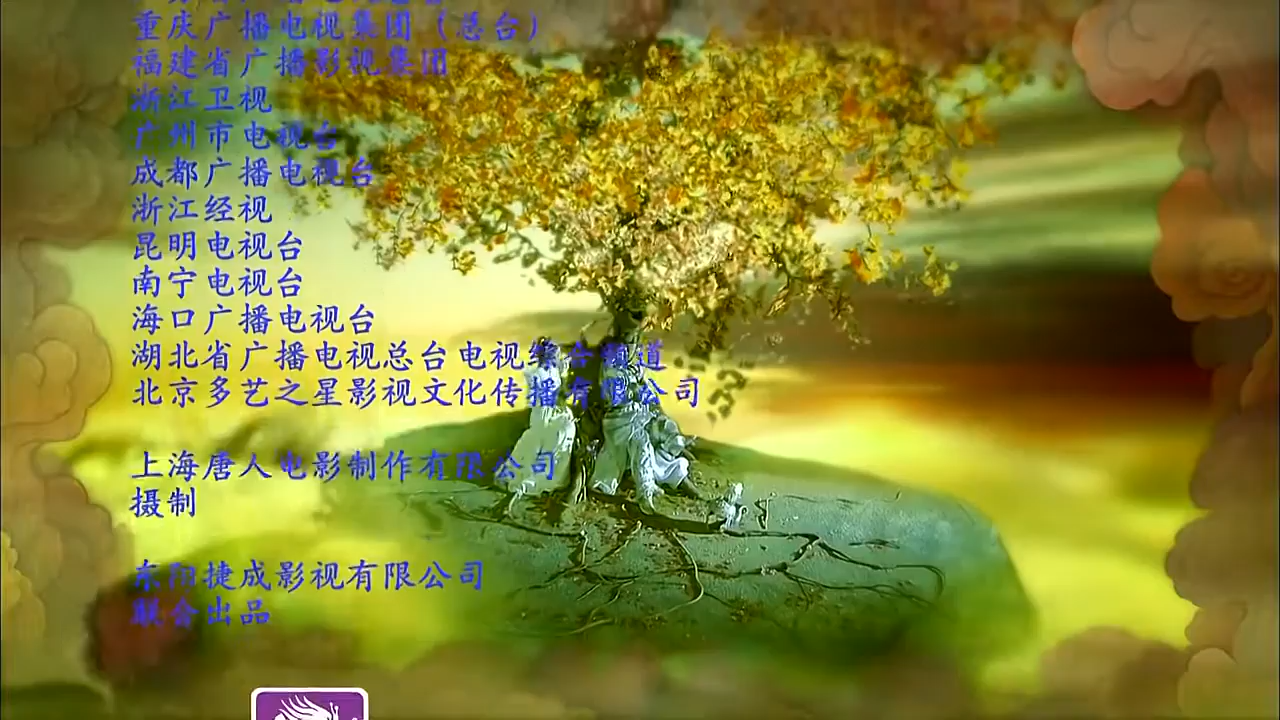 重庆广播电视集团（总台）
福建省广播影视集团
浙江卫视
广州市电视台
成都广播电视台
浙江经视
昆明电视台
南宁电视台
海口广播电视台
湖北省广播电视总台电视综合频道
北京多艺之星影视文化传播有限公司
上海唐人电影制作有限公司
摄制
东阳捷成影视有限公司
联合出品